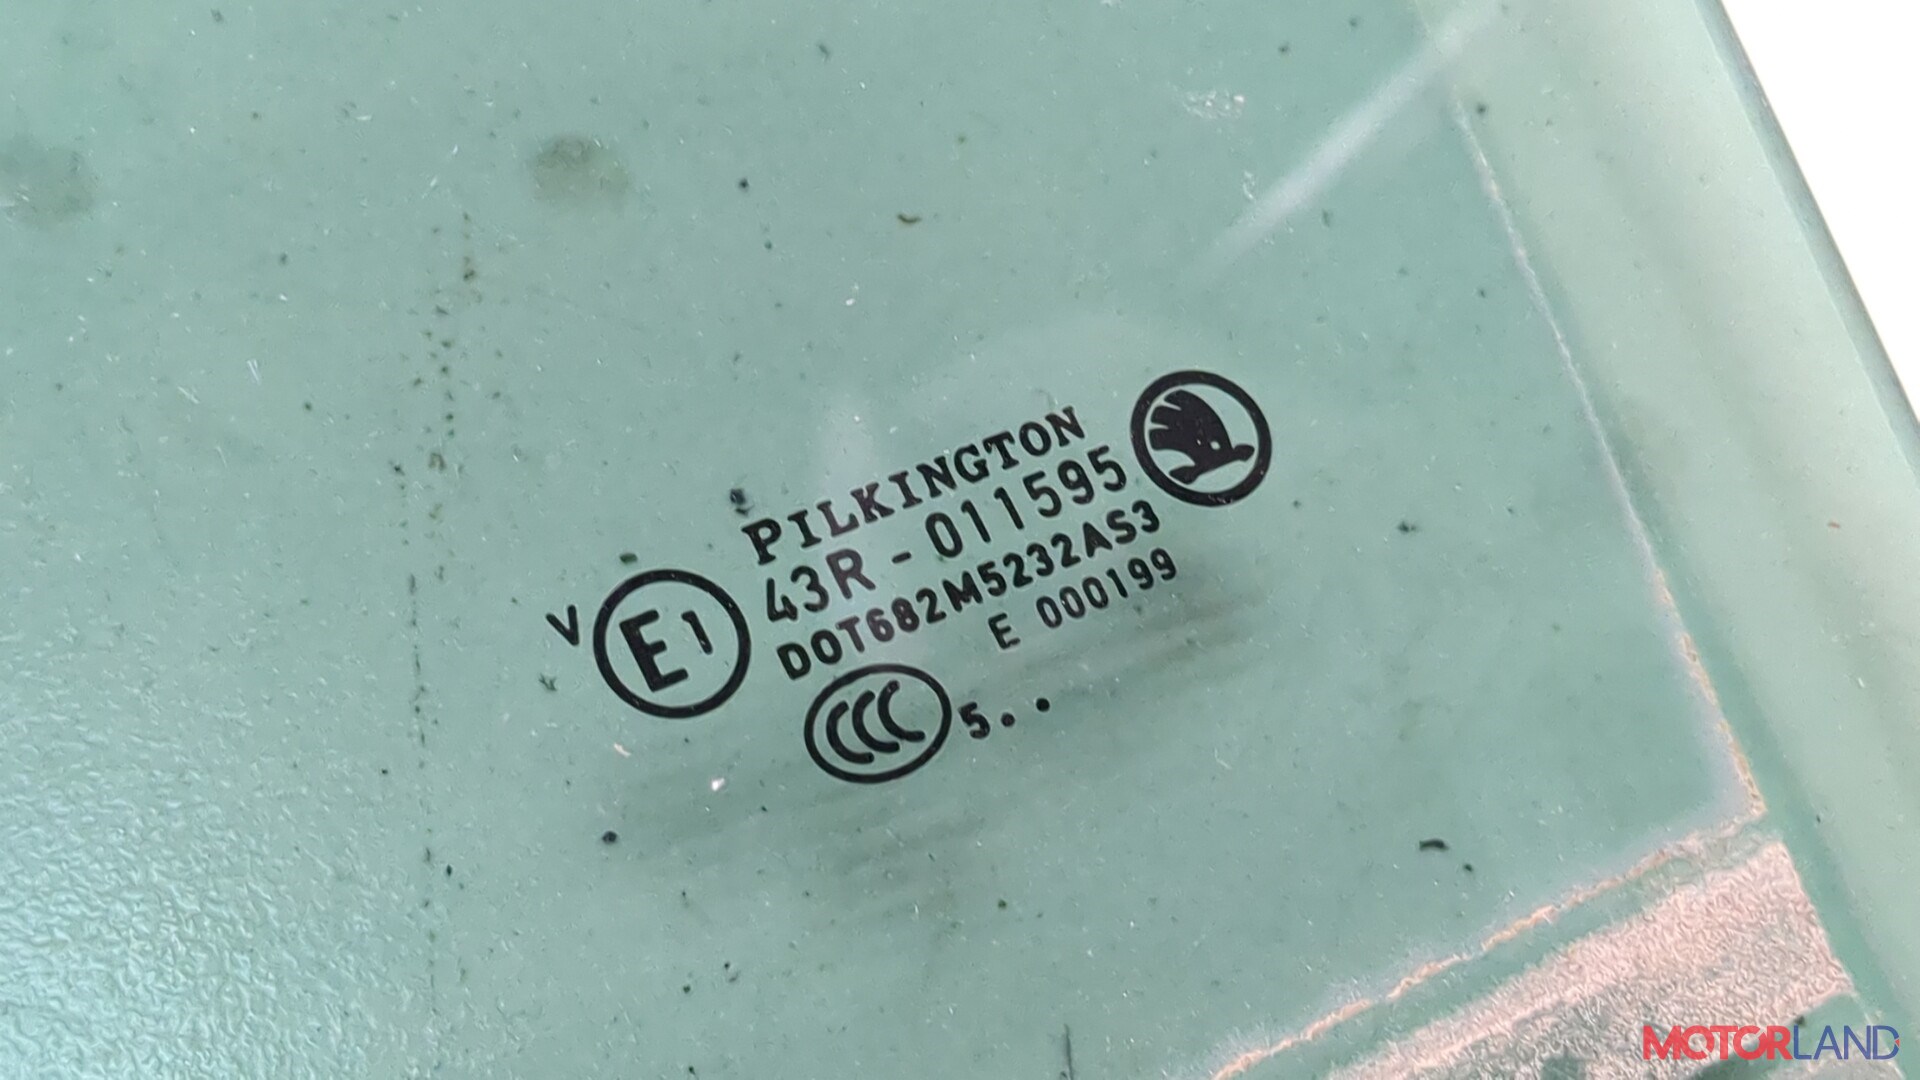 PILKINGTON
43R - 011595
DOT682M5232AS3
E 000199
V E1
CCC 5. .
MOTORLAND